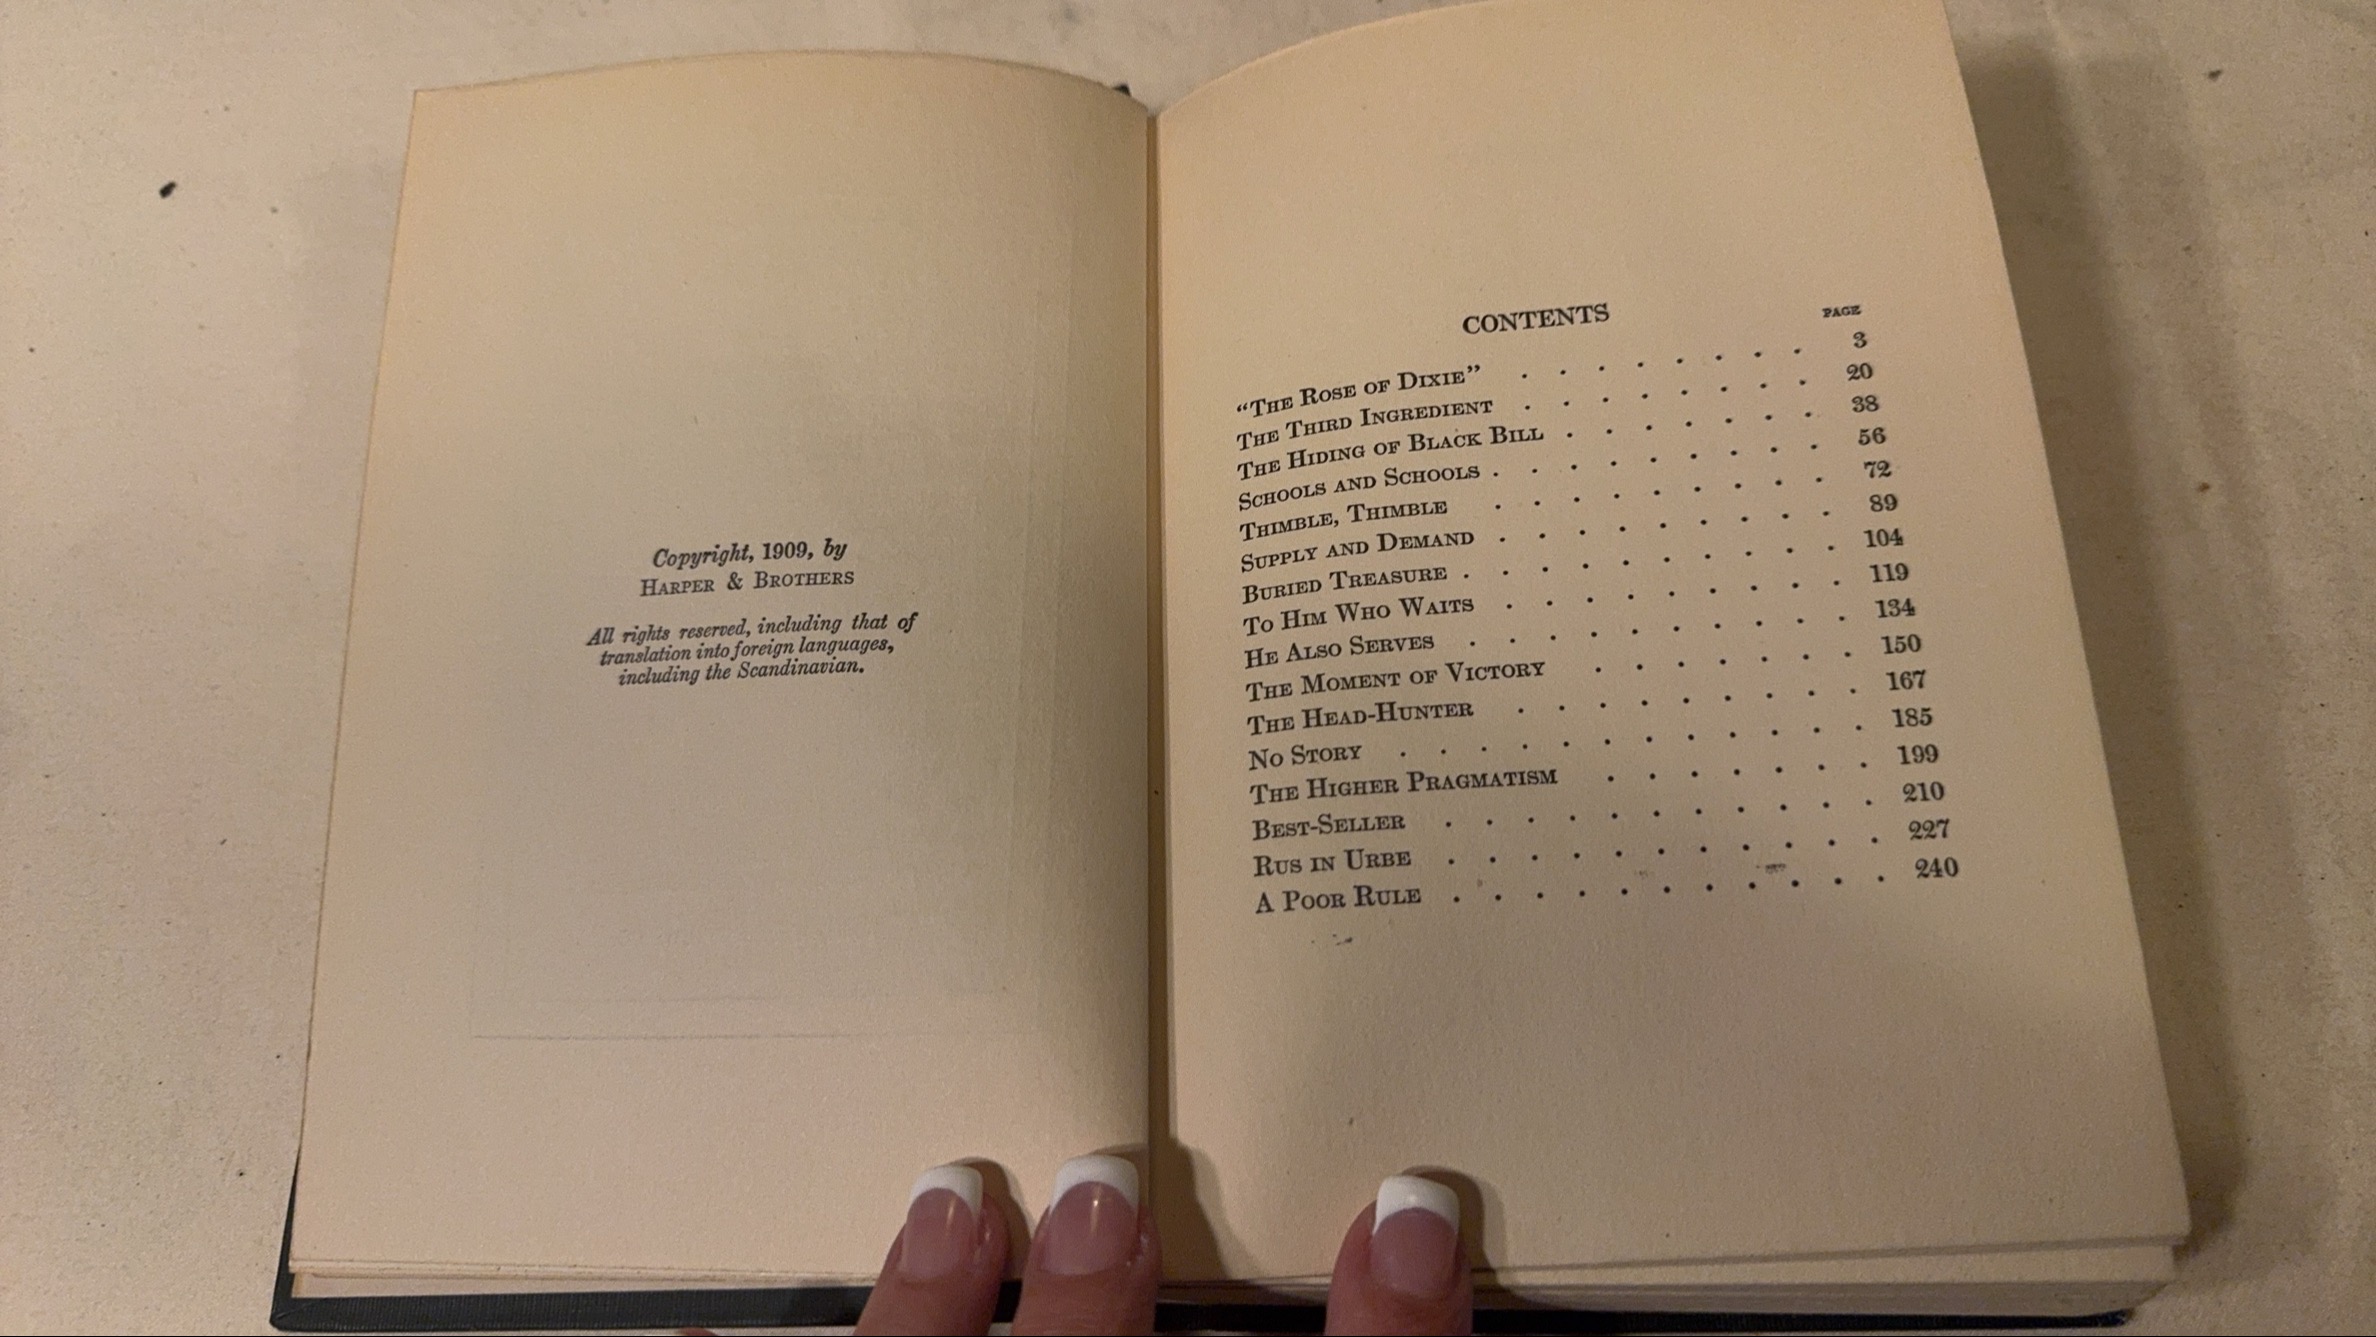 Copyright, 1909, by
HARPER & BROTHERS
All rights reserved, including that of
translation into foreign languages,
including the Scandinavian.
CONTENTS
PAGE
“THE ROSE OF DIXIE” . . . . . . . . 3
THE THIRD INGREDIENT . . . . . . . . 20
THE HIDING OF BLACK BILL . . . . . . . 38
SCHOOLS AND SCHOOLS . . . . . . . . . 56
THIMBLE, THIMBLE . . . . . . . . . 72
SUPPLY AND DEMAND . . . . . . . . . 89
BURIED TREASURE . . . . . . . . . . 104
TO HIM WHO WAITS . . . . . . . . . 119
HE ALSO SERVES . . . . . . . . . . 134
THE MOMENT OF VICTORY . . . . . . . 150
THE HEAD-HUNTER . . . . . . . . . 167
NO STORY . . . . . . . . . . . . 185
THE HIGHER PRAGMATISM . . . . . . . 199
BEST-SELLER . . . . . . . . . . . 210
RUS IN URBE . . . . . . . . . . . 227
A POOR RULE . . . . . . . . . . . 240